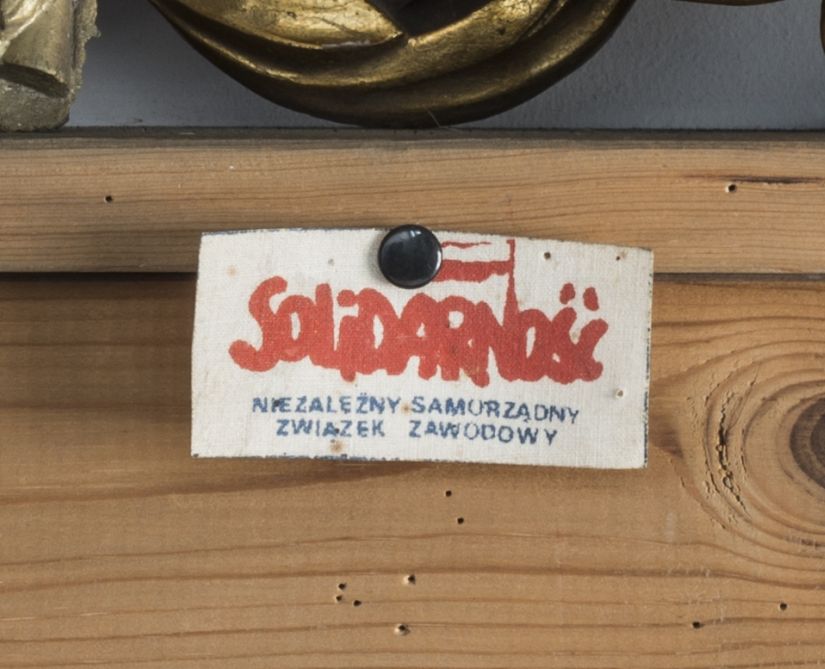 SOLiDARNOŚĆ
NIEZALEŻNY SAMORZĄDNY
ZWIĄZEK ZAWODOWY